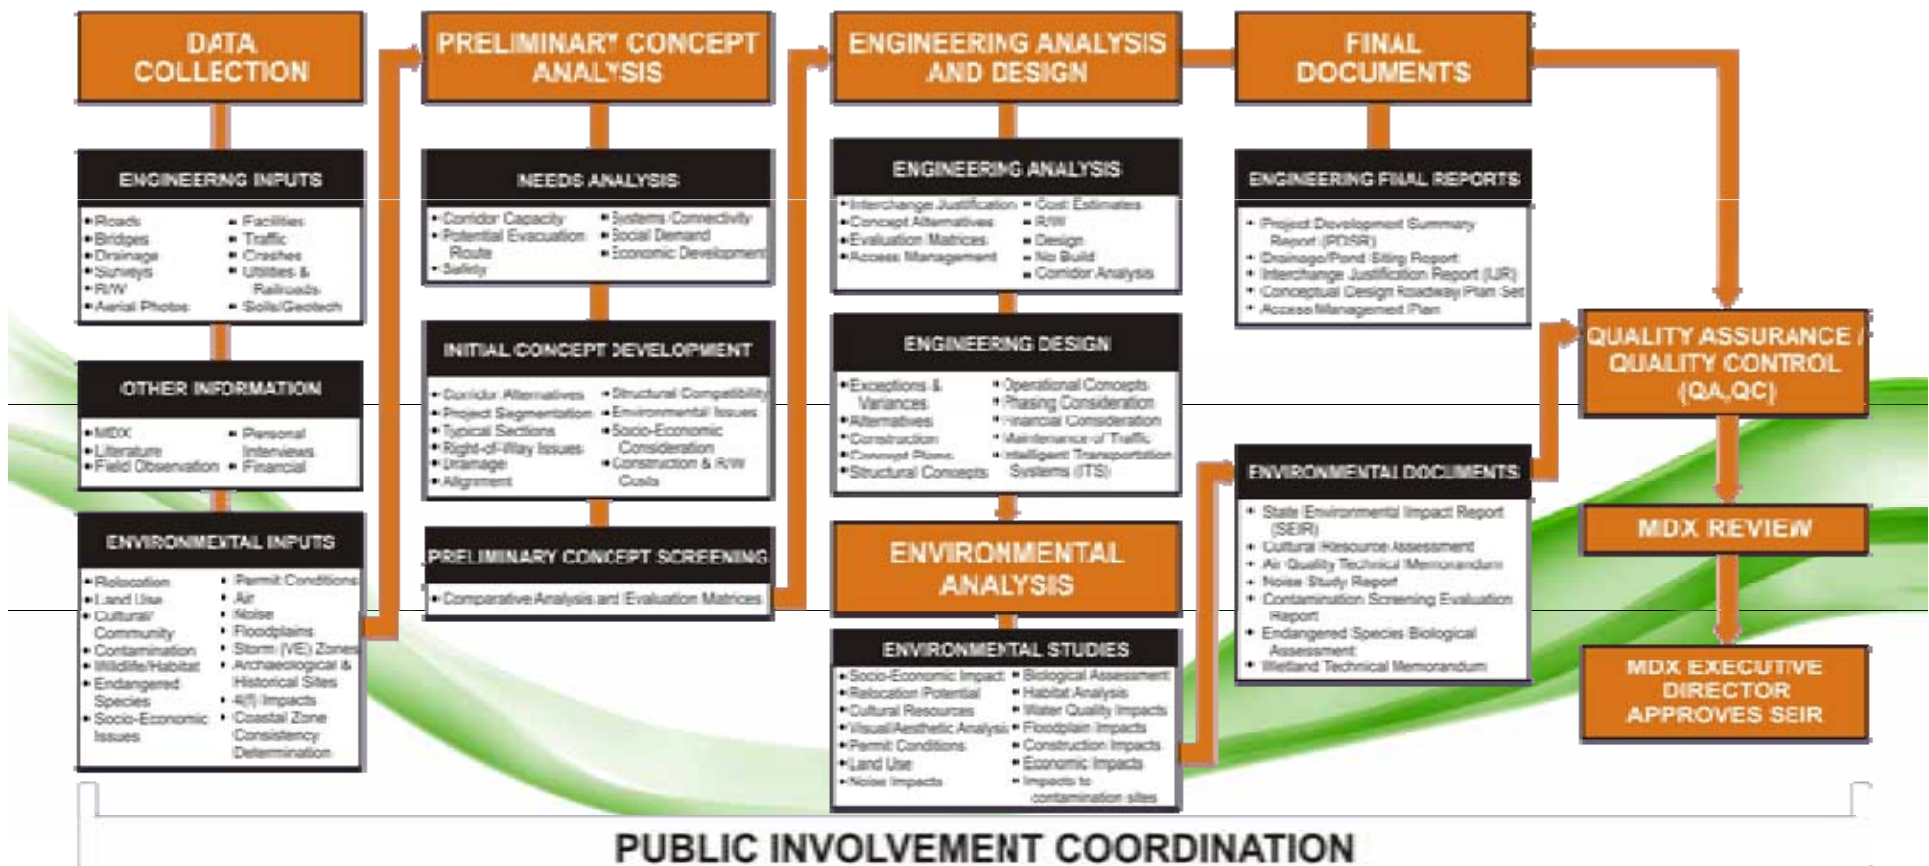 DATA
COLLECTION
ENGINEERING INPUTS
• Roads
• Bridges
• Drainage
• Surveys
• R/W
• Aerial Photos
• Facilities
• Traffic
• Crashes
• Utilities &
Railroads
• Soils/Geotech
OTHER INFORMATION
• MDX
• Literature
• Field Observation
• Personal
Interviews
• Financial
ENVIRONMENTAL INPUTS
• Relocation
• Land Use
• Cultural/
Community
• Contamination
• Wildlife/Habitat
• Endangered
Species
• Socio-Economic
Issues
• Permit Conditions
• Air
• Noise
• Floodplains
• Storm (VE) Zones
• Archaeological &
Historical Sites
• 4(f) Impacts
• Coastal Zone
Consistency
Determination
PRELIMINARY CONCEPT
ANALYSIS
NEEDS ANALYSIS
• Corridor Capacity
• Potential Evacuation
Route
• Safety
• Systems Connectivity
• Social Demand
• Economic Development
INITIAL CONCEPT DEVELOPMENT
• Corridor Alternatives
• Project Segmentation
• Typical Sections
• Right-of-Way Issues
• Drainage
• Alignment
• Structural Compatibility
• Environmental Issues
• Socio-Economic
Consideration
• Construction & R/W
Costs
PRELIMINARY CONCEPT SCREENING
• Comparative Analysis and Evaluation Matrices
ENGINEERING ANALYSIS
AND DESIGN
ENGINEERING ANALYSIS
• Interchange Justification
• Concept Alternatives
• Evaluation Matrices
• Access Management
• Cost Estimates
• R/W
• Design
• No Build
• Corridor Analysis
ENGINEERING DESIGN
• Exceptions &
Variances
• Alternatives
• Construction
• Concept Plans
• Structural Concepts
• Operational Concepts
• Phasing Consideration
• Financial Consideration
• Maintenance of Traffic
• Intelligent Transportation
Systems (ITS)
ENVIRONMENTAL
ANALYSIS
ENVIRONMENTAL STUDIES
• Socio-Economic Impact
• Relocation Potential
• Cultural Resources
• Visual/Aesthetic Analysis
• Permit Conditions
• Land Use
• Noise Impacts
• Biological Assessment
• Habitat Analysis
• Water Quality Impacts
• Floodplain Impacts
• Construction Impacts
• Economic Impacts
• Impacts to
contamination sites
FINAL
DOCUMENTS
ENGINEERING FINAL REPORTS
• Project Development Summary
Report (PDSR)
• Drainage/Pond Siting Report
• Interchange Justification Report (IJR)
• Conceptual Design Roadway Plan Set
• Access Management Plan
ENVIRONMENTAL DOCUMENTS
• State Environmental Impact Report
(SEIR)
• Cultural Resource Assessment
• Air Quality Technical Memorandum
• Noise Study Report
• Contamination Screening Evaluation
Report
• Endangered Species Biological
Assessment
• Wetland Technical Memorandum
QUALITY ASSURANCE /
QUALITY CONTROL
(QA,QC)
MDX REVIEW
MDX EXECUTIVE
DIRECTOR
APPROVES SEIR
PUBLIC INVOLVEMENT COORDINATION